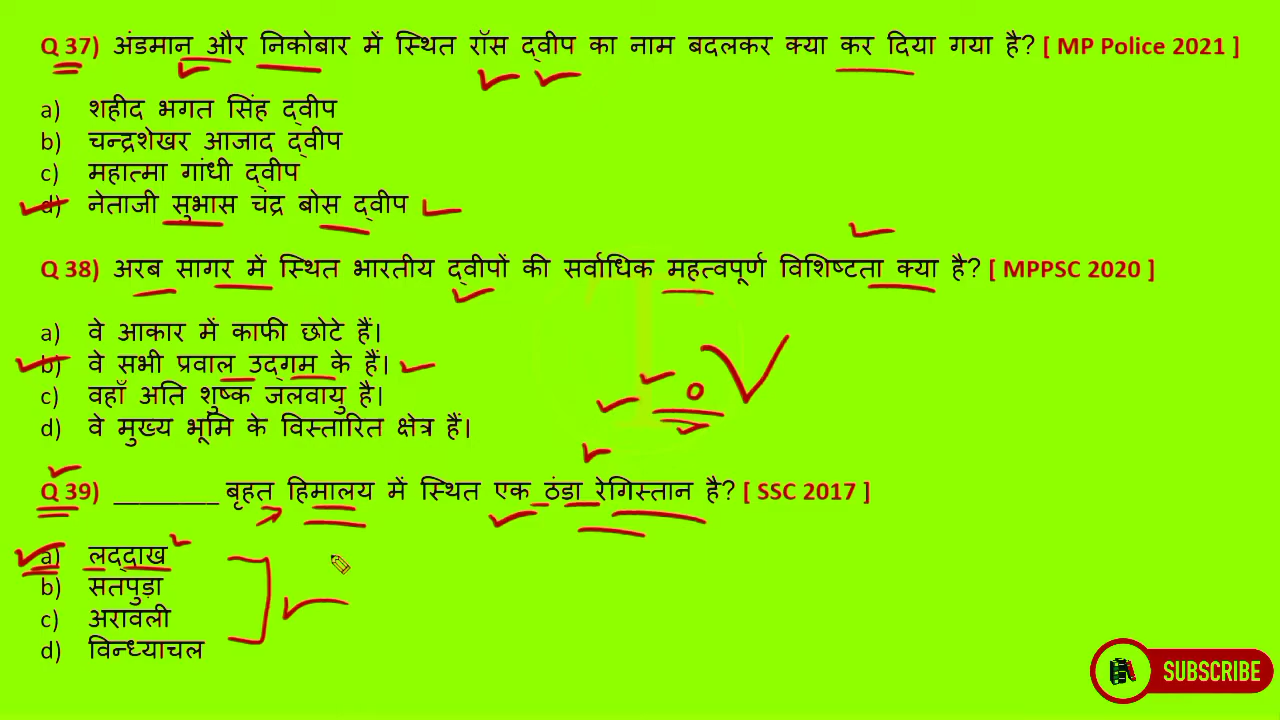 Q 37) अंडमान और निकोबार में स्थित रॉस द्वीप का नाम बदलकर क्या कर दिया गया है? [ MP Police 2021 ]
a) शहीद भगत सिंह द्वीप
b) चन्द्रशेखर आजाद द्वीप
c) महात्मा गांधी द्वीप
d) नेताजी सुभास चंद्र बोस द्वीप
Q 38) अरब सागर में स्थित भारतीय द्वीपों की सर्वाधिक महत्वपूर्ण विशिष्टता क्या है? [ MPPSC 2020 ]
a) वे आकार में काफी छोटे हैं।
b) वे सभी प्रवाल उद्गम के हैं।
c) वहाँ अति शुष्क जलवायु है।
d) वे मुख्य भूमि के विस्तारित क्षेत्र हैं।
Q 39) ________ बृहत हिमालय में स्थित एक ठंडा रेगिस्तान है? [ SSC 2017 ]
a) लद्दाख
b) सतपुड़ा
c) अरावली
d) विन्ध्याचल
SUBSCRIBE